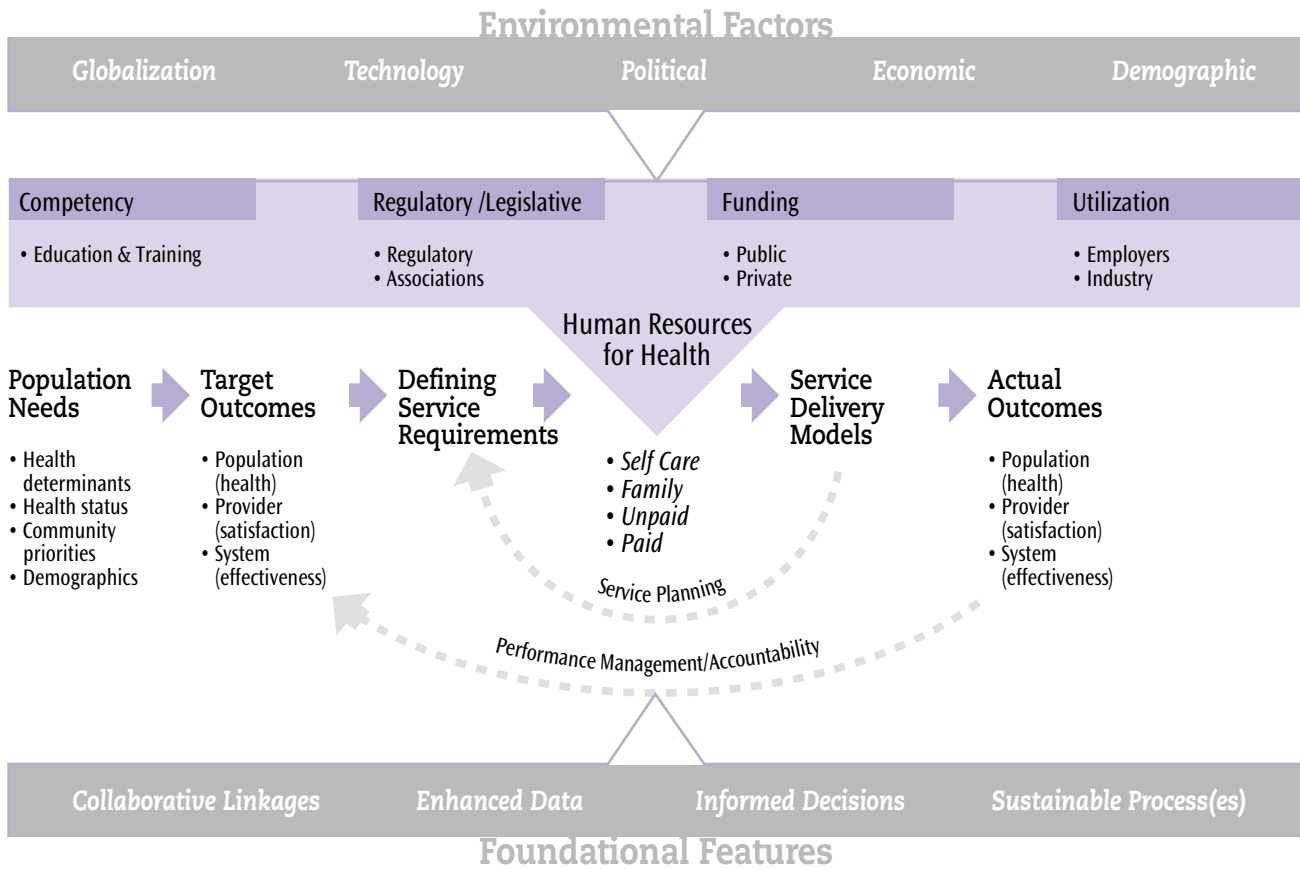 Environmental Factors
Globalization Technology Political Economic Demographic
Competency
• Education & Training
Regulatory /Legislative
• Regulatory
• Associations
Funding
• Public
• Private
Utilization
• Employers
• Industry
Human Resources
for Health
Population
Needs
• Health
determinants
• Health status
• Community
priorities
• Demographics
Target
Outcomes
• Population
(health)
• Provider
(satisfaction)
• System
(effectiveness)
Defining
Service
Requirements
• Self Care
• Family
• Unpaid
• Paid
Service
Delivery
Models
Actual
Outcomes
• Population
(health)
• Provider
(satisfaction)
• System
(effectiveness)
Service Planning
Performance Management/Accountability
Collaborative Linkages Enhanced Data Informed Decisions Sustainable Process(es)
Foundational Features